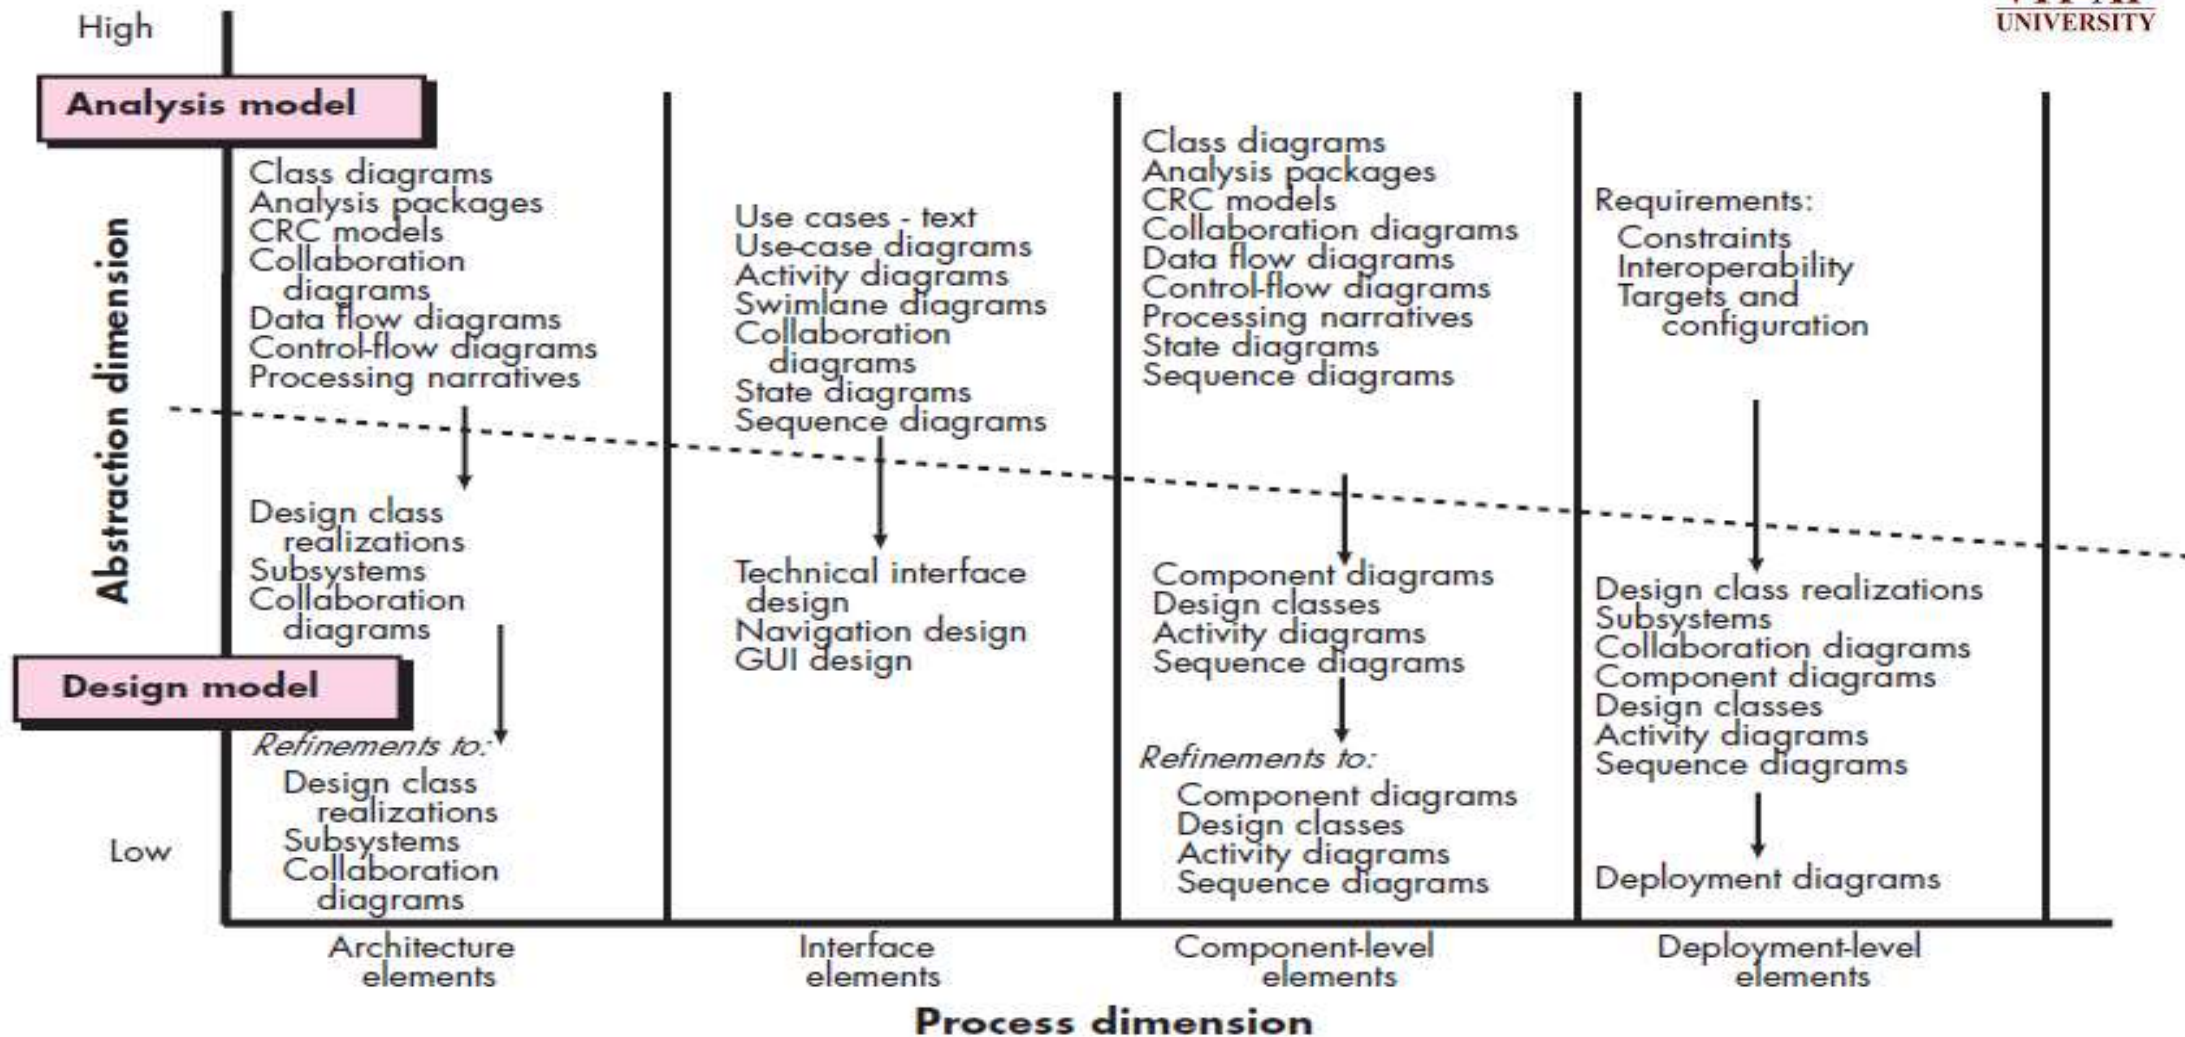 High
UNIVERSITY
Analysis model
Abstraction dimension
Class diagrams
Analysis packages
CRC models
Collaboration
diagrams
Data flow diagrams
Control-flow diagrams
Processing narratives
Design class
realizations
Subsystems
Collaboration
diagrams
Design model
Refinements to:
Design class
realizations
Subsystems
Collaboration
diagrams
Low
Use cases - text
Use-case diagrams
Activity diagrams
Swimlane diagrams
Collaboration
diagrams
State diagrams
Sequence diagrams
Technical interface
design
Navigation design
GUI design
Class diagrams
Analysis packages
CRC models
Collaboration diagrams
Data flow diagrams
Control-flow diagrams
Processing narratives
State diagrams
Sequence diagrams
Component diagrams
Design classes
Activity diagrams
Sequence diagrams
Refinements to:
Component diagrams
Design classes
Activity diagrams
Sequence diagrams
Requirements:
Constraints
Interoperability
Targets and
configuration
Design class realizations
Subsystems
Collaboration diagrams
Component diagrams
Design classes
Activity diagrams
Sequence diagrams
Deployment diagrams
Architecture
elements
Interface
elements
Component-level
elements
Deployment-level
elements
Process dimension